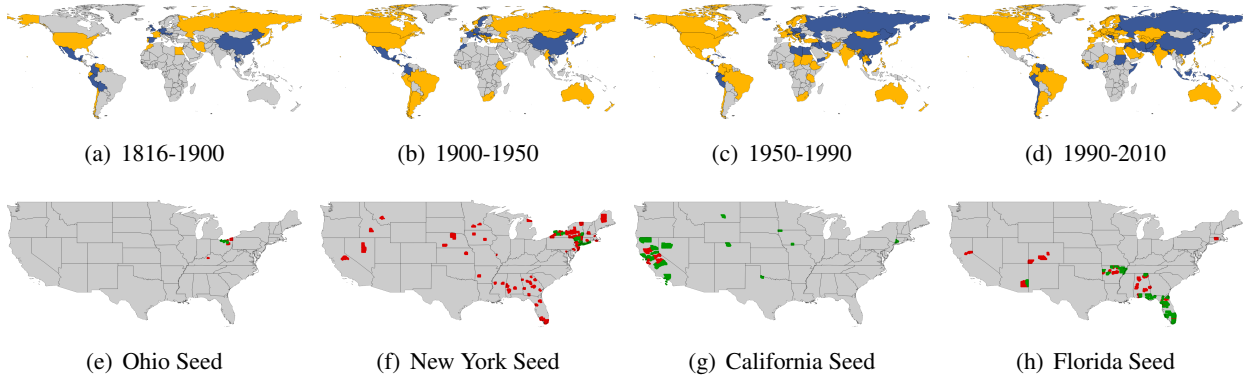 (a) 1816-1900
(b) 1900-1950
(c) 1950-1990
(d) 1990-2010
(e) Ohio Seed
(f) New York Seed
(g) California Seed
(h) Florida Seed